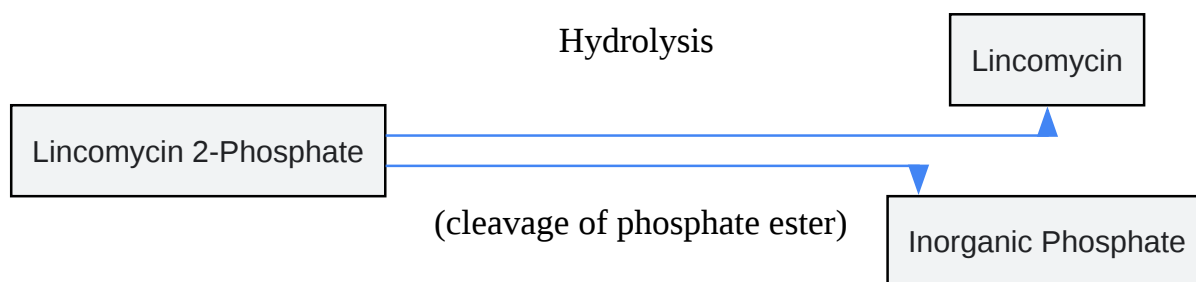 Hydrolysis
Lincomycin
Lincomycin 2-Phosphate
(cleavage of phosphate ester)
Inorganic Phosphate